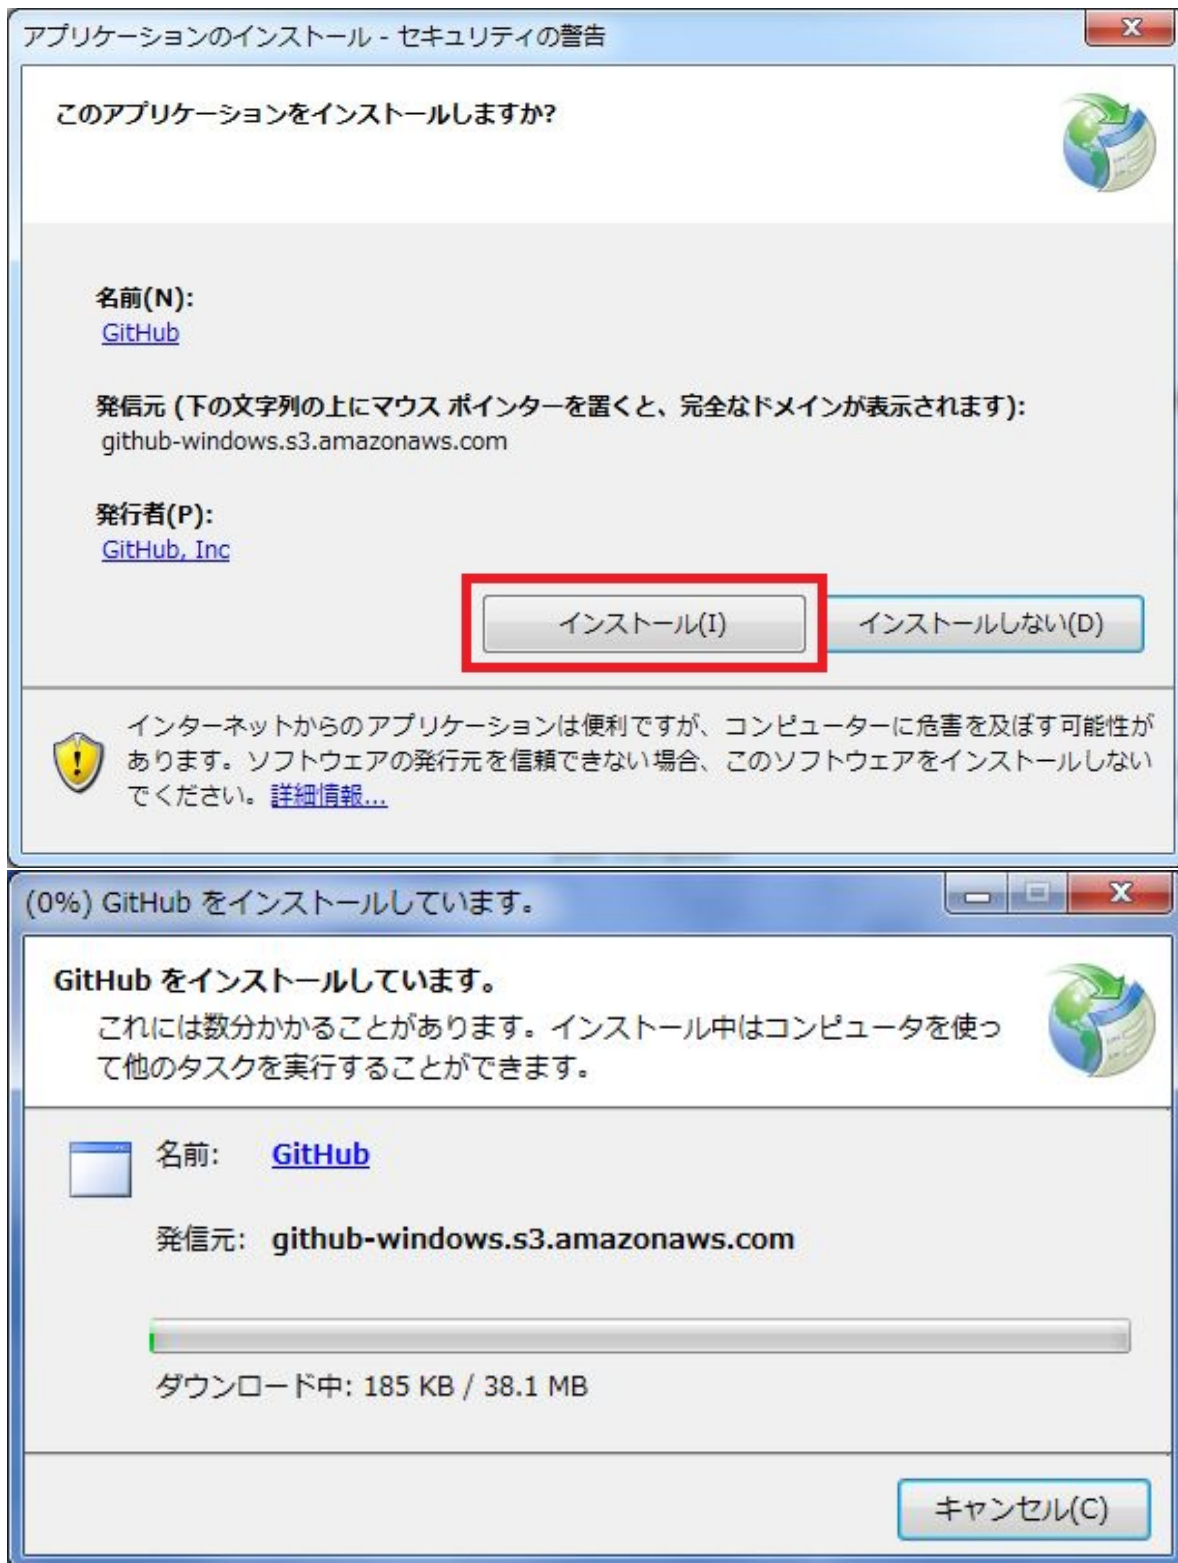 アプリケーションのインストール - セキュリティの警告
このアプリケーションをインストールしますか?
名前(N):
GitHub
発信元 (下の文字列の上にマウス ポインターを置くと、完全なドメインが表示されます):
github-windows.s3.amazonaws.com
発行者(P):
GitHub, Inc
インストール(I) インストールしない(D)
インターネットからのアプリケーションは便利ですが、コンピューターに危害を及ぼす可能性が
あります。ソフトウェアの発行元を信頼できない場合、このソフトウェアをインストールしない
でください。詳細情報...
(0%) GitHub をインストールしています。
GitHub をインストールしています。
これには数分かかることがあります。インストール中はコンピュータを使っ
て他のタスクを実行することができます。
名前: GitHub
発信元: github-windows.s3.amazonaws.com
ダウンロード中: 185 KB / 38.1 MB
キャンセル(C)